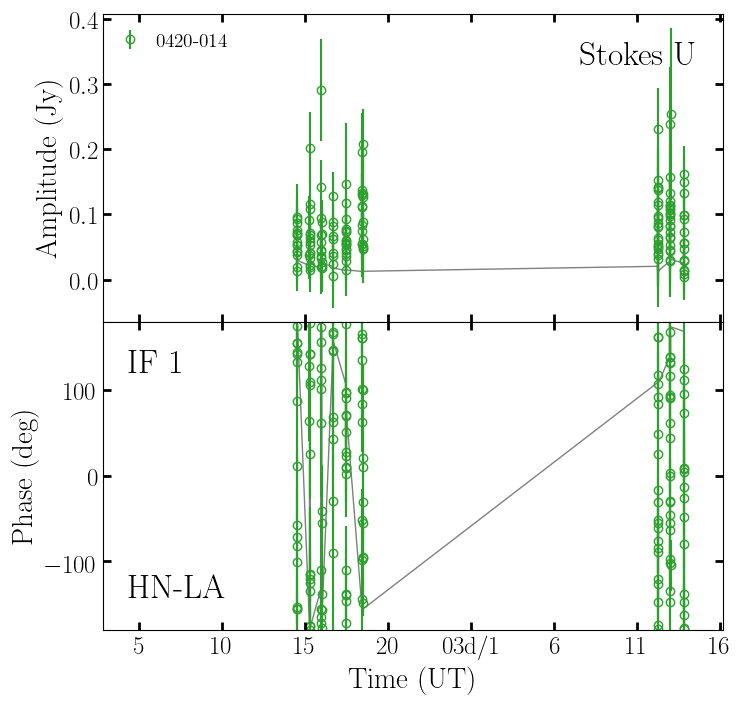 0.4
0420-014
Stokes U
0.3
0.2
0.1
0.0
Amplitude (Jy)
IF 1
100
0
−100
Phase (deg)
HN-LA
5 10 15 20 03d/1 6 11 16
Time (UT)